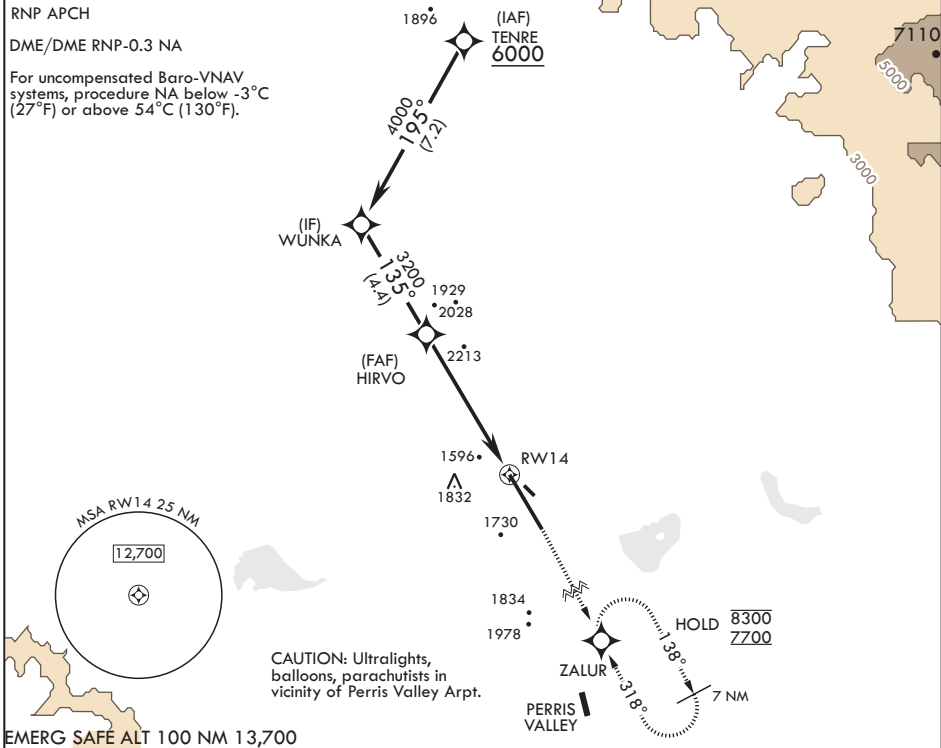 RNP APCH
DME/DME RNP-0.3 NA
For uncompensated Baro-VNAV
systems, procedure NA below -3°C
(27°F) or above 54°C (130°F).
1896
(IAF)
TENRE
6000
7110
5000
3000
4000
195°
(7.2)
(IF)
WUNKA
3200
135°
(4.4)
1929
2028
2213
(FAF)
HIRVO
1596
RW14
1832
1730
MSA RW14 25 NM
12,700
1834
1978
HOLD
8300
7700
138°
ZALUR
318°
7 NM
CAUTION: Ultralights,
balloons, parachutists in
vicinity of Perris Valley Arpt.
PERRIS
VALLEY
EMERG SAFE ALT 100 NM 13,700